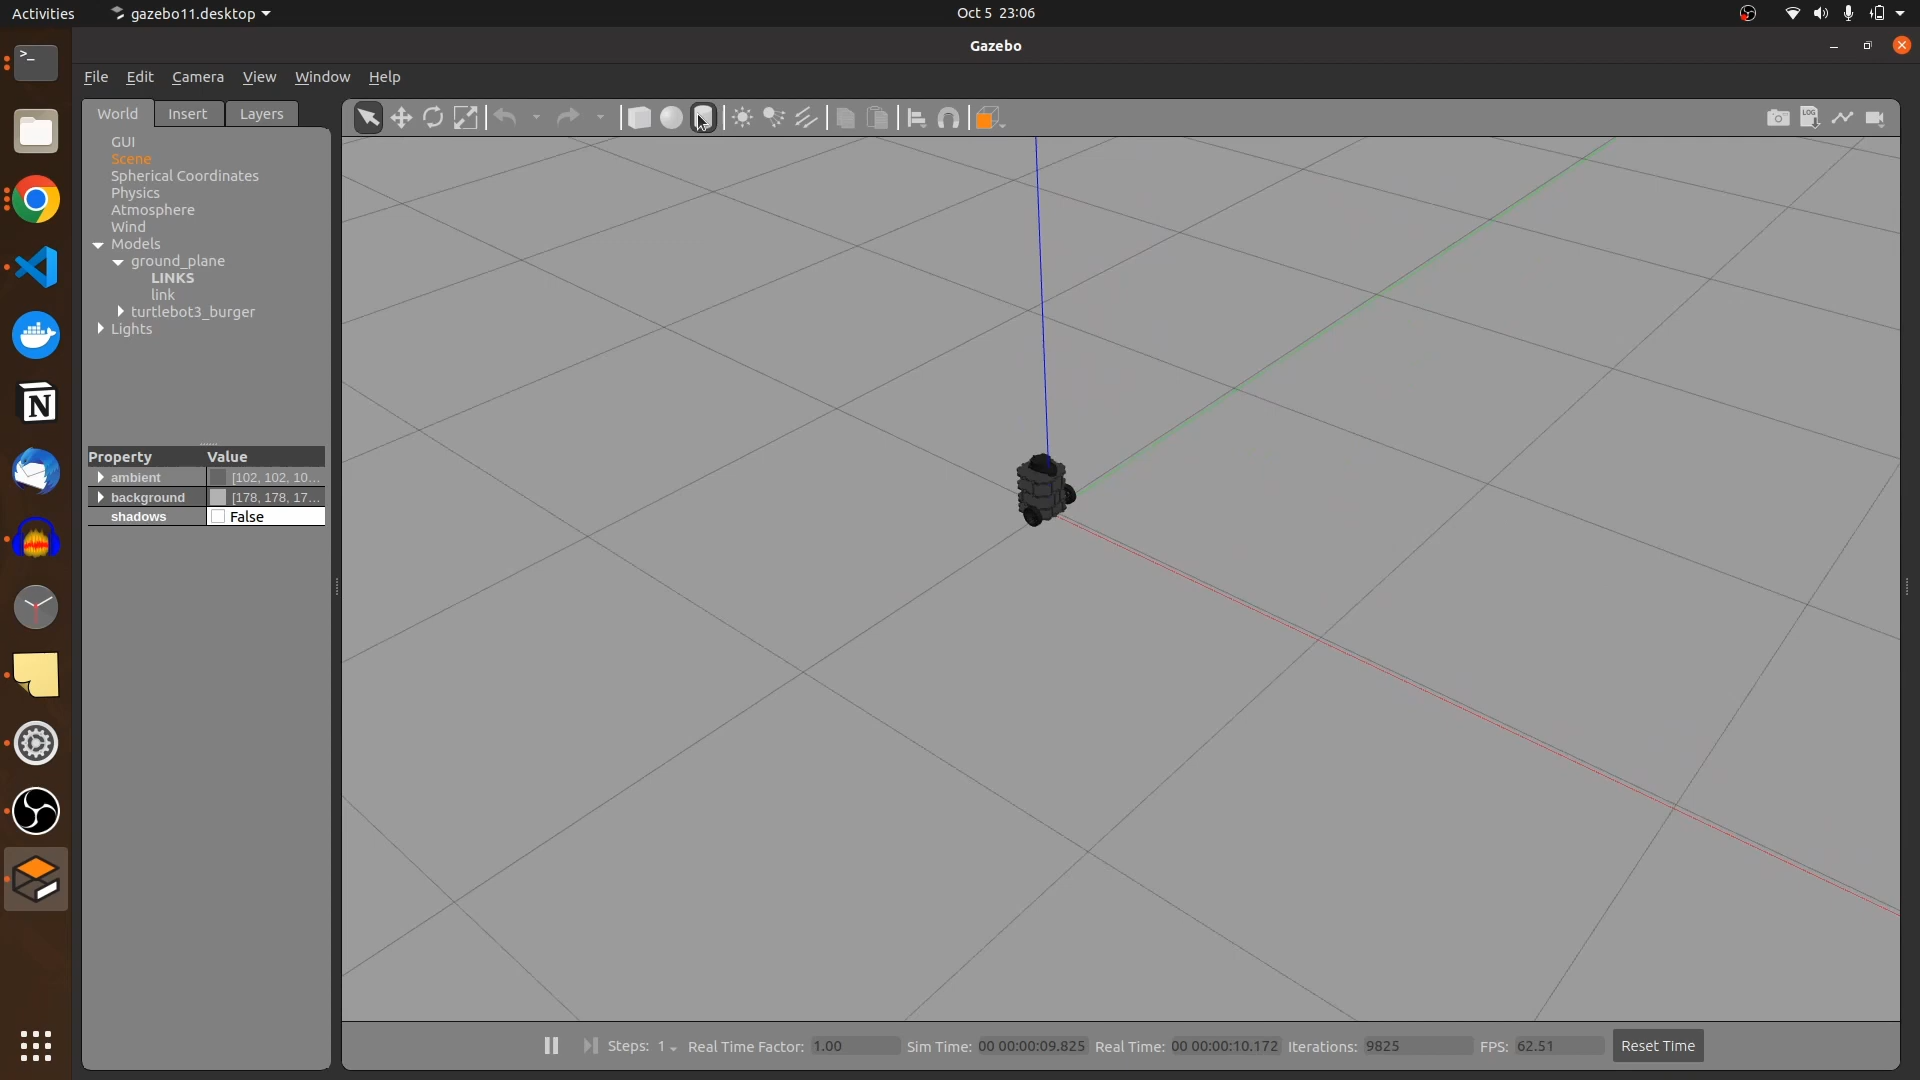 Activities
gazebo11.desktop
Oct 5 23:06
Gazebo
File Edit Camera View Window Help
World Insert Layers
LOG
GUI
Scene
Spherical Coordinates
Physics
Atmosphere
Wind
Models
ground_plane
LINKS
link
turtlebot3_burger
Lights
Property Value
ambient [102, 102, 10...
background [178, 178, 17...
shadows False
Steps: 1 Real Time Factor: 1.00 Sim Time: 00 00:00:09.825 Real Time: 00 00:00:10.172 Iterations: 9825 FPS: 62.51 Reset Time